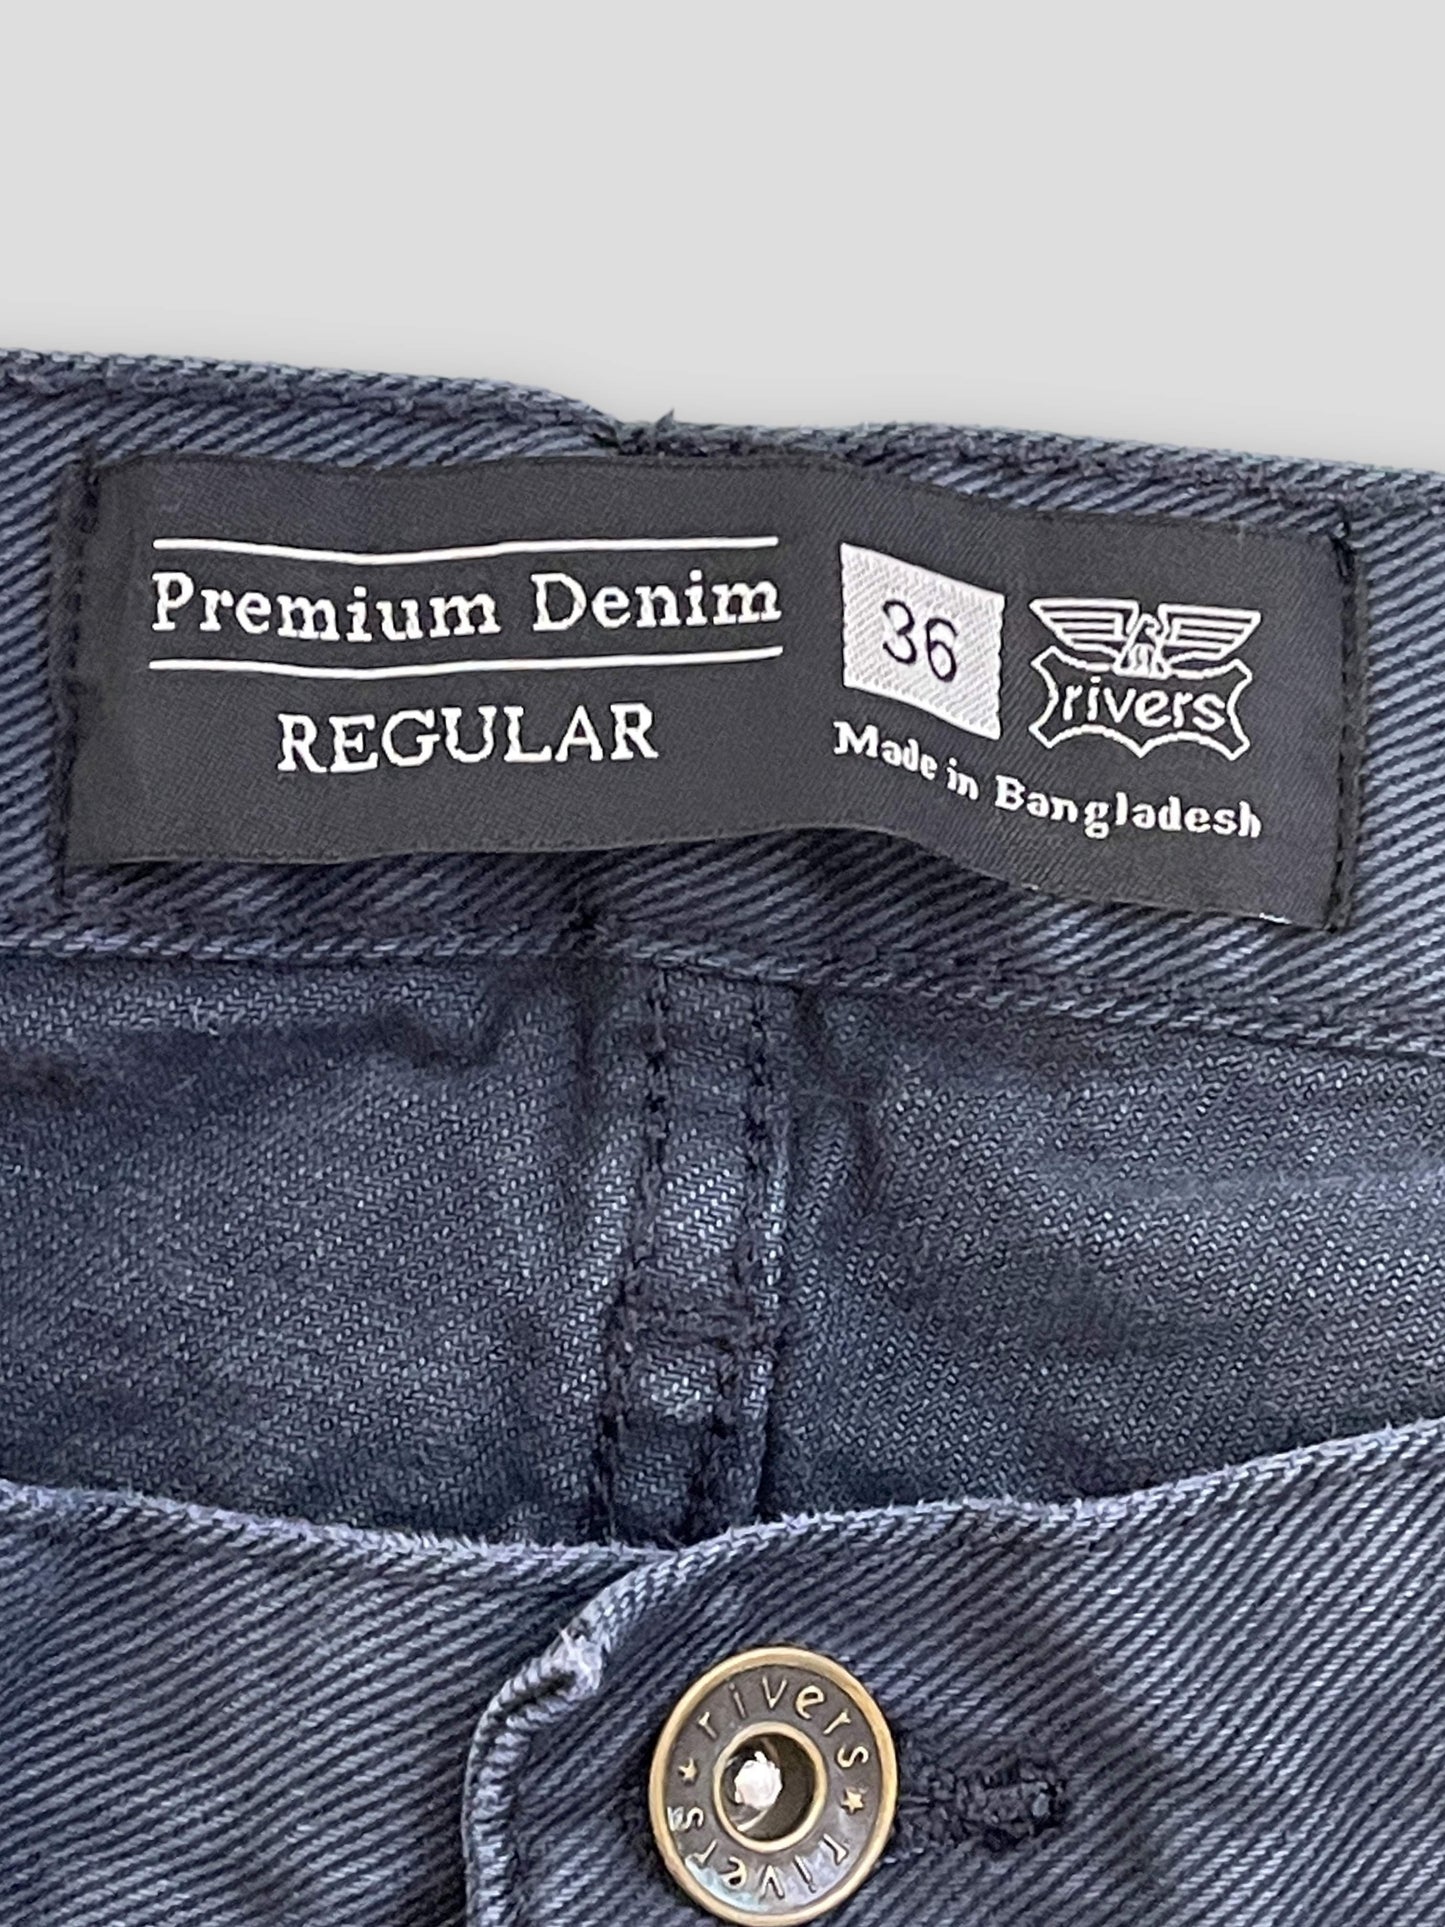 Premium Denim
REGULAR
36
rivers
Made in Bangladesh
rivers ★ rivers ★